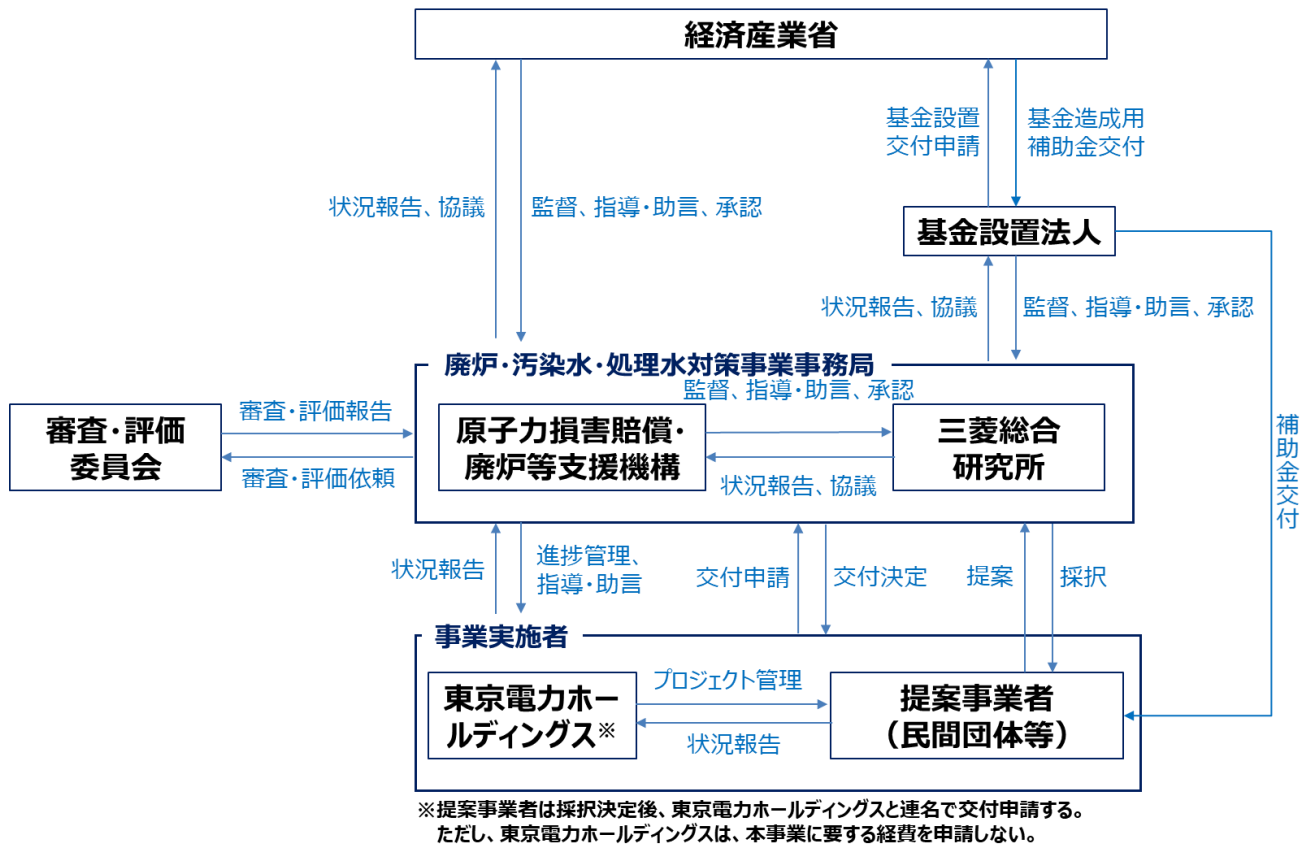 経済産業省
基金設置
交付申請
基金造成用
補助金交付
状況報告、協議
監督、指導・助言、承認
基金設置法人
状況報告、協議
監督、指導・助言、承認
廃炉・汚染水・処理水対策事業事務局
監督、指導・助言、承認
審査・評価報告
審査・評価
委員会
審査・評価依頼
原子力損害賠償・
廃炉等支援機構
三菱総合
研究所
状況報告、協議
補助金交付
状況報告
進捗管理、
指導・助言
交付申請
交付決定
提案
採択
事業実施者
東京電力ホー
ルディングス※
プロジェクト管理
状況報告
提案事業者
（民間団体等）
※提案事業者は採択決定後、東京電力ホールディングスと連名で交付申請する。
ただし、東京電力ホールディングスは、本事業に要する経費を申請しない。